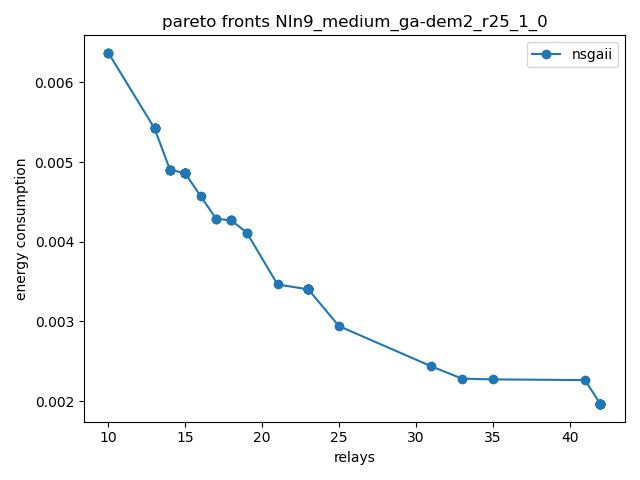 pareto fronts NIn9_medium_ga-dem2_r25_1_0
nsgaii
0.006
0.005
0.004
0.003
0.002
energy consumption
10 15 20 25 30 35 40
relays